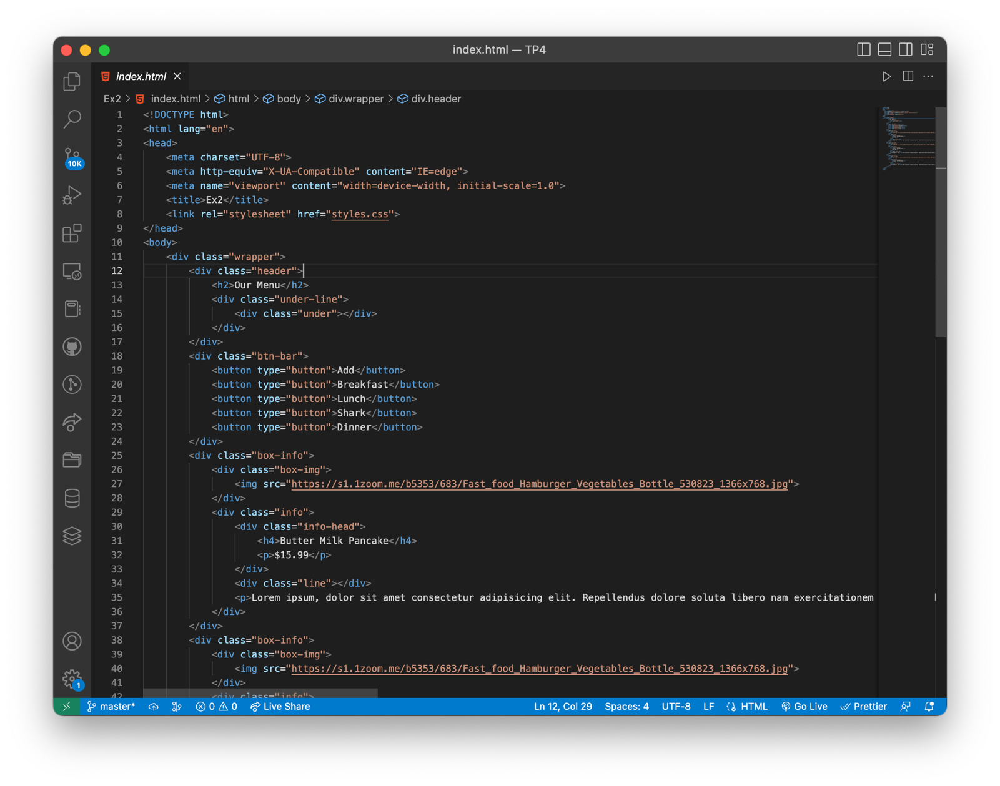 index.html — TP4
index.html
Ex2 > index.html > html > body > div.wrapper > div.header
1 <!DOCTYPE html>
2 <html lang="en">
3 <head>
4 <meta charset="UTF-8">
5 <meta http-equiv="X-UA-Compatible" content="IE=edge">
6 <meta name="viewport" content="width=device-width, initial-scale=1.0">
7 <title>Ex2</title>
8 <link rel="stylesheet" href="styles.css">
9 </head>
10 <body>
11 <div class="wrapper">
12 <div class="header">
13 <h2>Our Menu</h2>
14 <div class="under-line">
15 <div class="under"></div>
16 </div>
17 </div>
18 <div class="btn-bar">
19 <button type="button">Add</button>
20 <button type="button">Breakfast</button>
21 <button type="button">Lunch</button>
22 <button type="button">Shark</button>
23 <button type="button">Dinner</button>
24 </div>
25 <div class="box-info">
26 <div class="box-img">
27 <img src="https://s1.1zoom.me/b5353/683/Fast_food_Hamburger_Vegetables_Bottle_530823_1366x768.jpg">
28 </div>
29 <div class="info">
30 <div class="info-head">
31 <h4>Butter Milk Pancake</h4>
32 <p>$15.99</p>
33 </div>
34 <div class="line"></div>
35 <p>Lorem ipsum, dolor sit amet consectetur adipisicing elit. Repellendus dolore soluta libero nam exercitationem
36 </div>
37 </div>
38 <div class="box-info">
39 <div class="box-img">
40 <img src="https://s1.1zoom.me/b5353/683/Fast_food_Hamburger_Vegetables_Bottle_530823_1366x768.jpg">
41 </div>
42 <div class="info">
10K
1
master* 0 0 Live Share Ln 12, Col 29 Spaces: 4 UTF-8 LF HTML Go Live Prettier